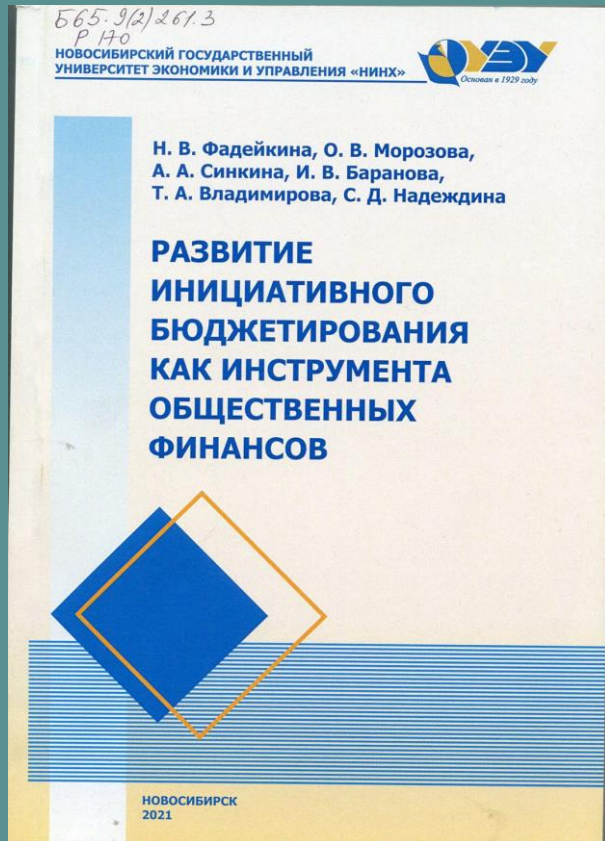 Б65.9(2)261.3
Р 170
НОВОСИБИРСКИЙ ГОСУДАРСТВЕННЫЙ
УНИВЕРСИТЕТ ЭКОНОМИКИ И УПРАВЛЕНИЯ «НИНХ»
УЭУ
Основан в 1929 году
Н. В. Фадейкина, О. В. Морозова,
А. А. Синкина, И. В. Баранова,
Т. А. Владимирова, С. Д. Надеждина
РАЗВИТИЕ
ИНИЦИАТИВНОГО
БЮДЖЕТИРОВАНИЯ
КАК ИНСТРУМЕНТА
ОБЩЕСТВЕННЫХ
ФИНАНСОВ
НОВОСИБИРСК
2021